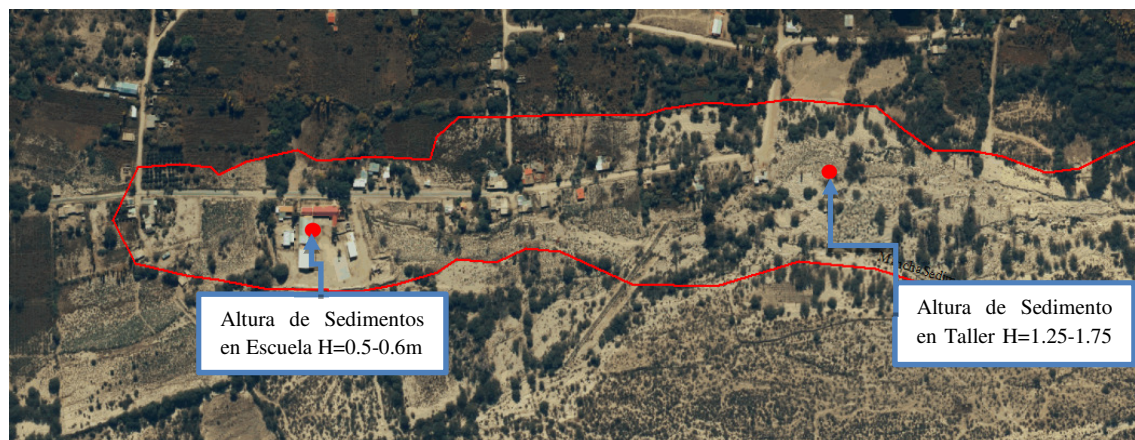 Altura de Sedimentos
en Escuela H=0.5-0.6m
Altura de Sedimento
en Taller H=1.25-1.75